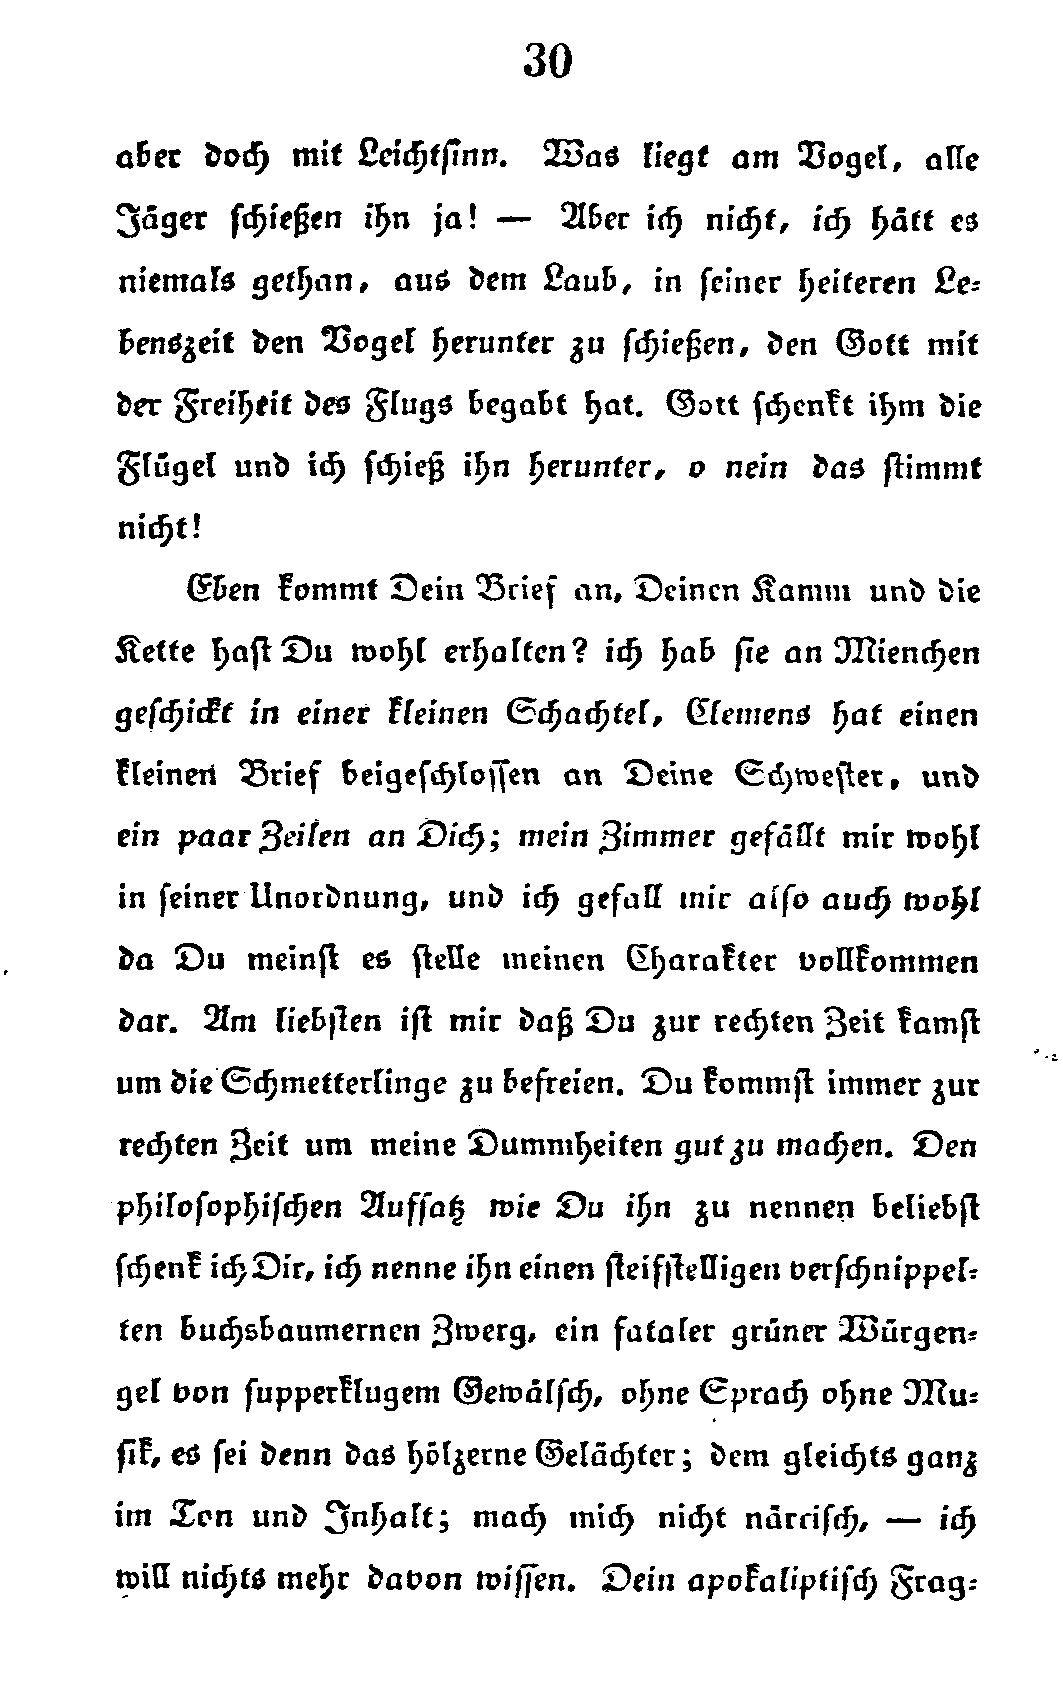 30
aber doch mit Leichtsinn. Was liegt am Vogel, alle
Jäger schießen ihn ja! — Aber ich nicht, ich hätt es
niemals gethan, aus dem Laub, in seiner heiteren Le-
benszeit den Vogel herunter zu schießen, den Gott mit
der Freiheit des Flugs begabt hat. Gott schenkt ihm die
Flügel und ich schieß ihn herunter, o nein das stimmt
nicht!
Eben kommt Dein Brief an, Deinen Kamm und die
Kette hast Du wohl erhalten? ich hab sie an Mienchen
geschickt in einer kleinen Schachtel, Clemens hat einen
kleinen Brief beigeschlossen an Deine Schwester, und
ein paar Zeilen an Dich; mein Zimmer gefällt mir wohl
in seiner Unordnung, und ich gefall mir also auch wohl
da Du meinst es stelle meinen Charakter vollkommen
dar. Am liebsten ist mir daß Du zur rechten Zeit kamst
um die Schmetterlinge zu befreien. Du kommst immer zur
rechten Zeit um meine Dummheiten gut zu machen. Den
philosophischen Aufsatz wie Du ihn zu nennen beliebst
schenk ich Dir, ich nenne ihn einen steifstelligen verschnippel-
ten buchsbaumernen Zwerg, ein fataler grüner Würgen-
gel von supperklugem Gewälsch, ohne Sprach ohne Mu-
sik, es sei denn das hölzerne Gelächter; dem gleichts ganz
im Ton und Inhalt; mach mich nicht närrisch, — ich
will nichts mehr davon wissen. Dein apokaliptisch Frag-